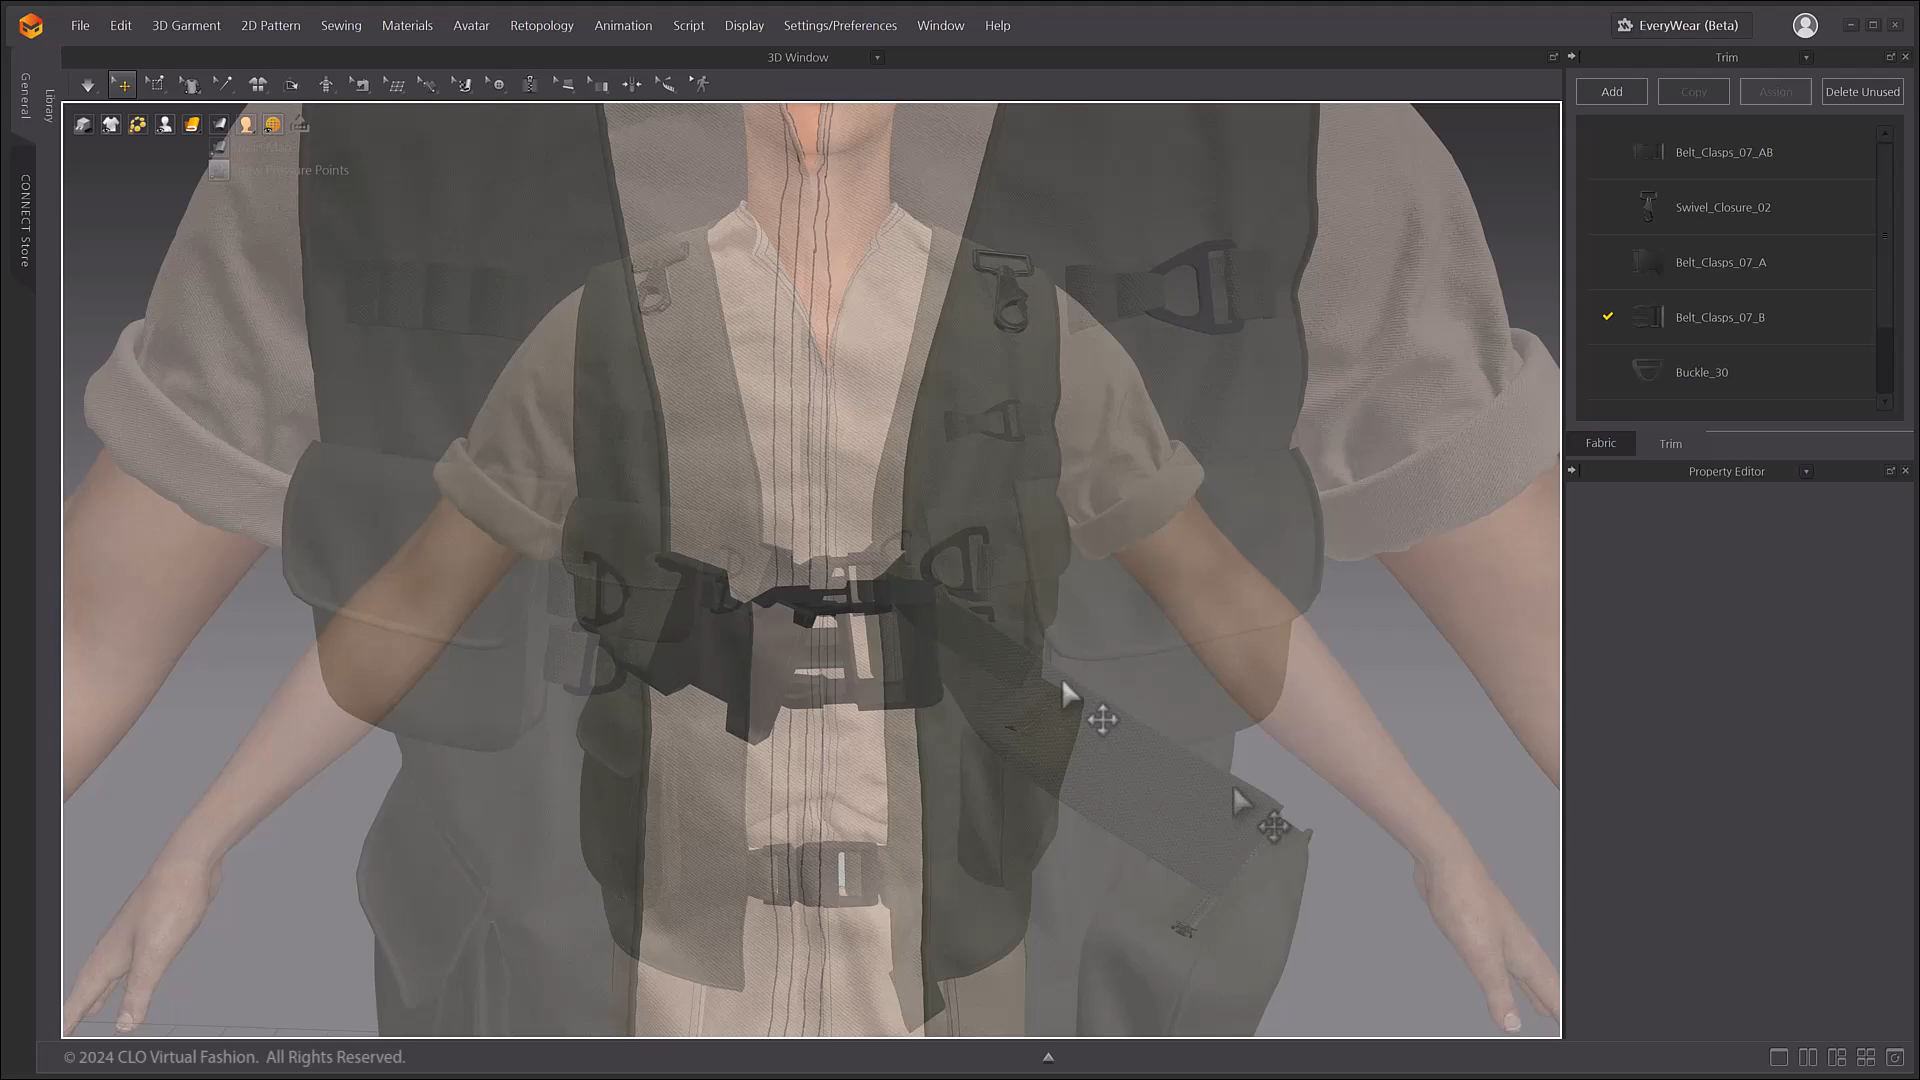 File Edit 3D Garment 2D Pattern Sewing Materials Avatar Retopology Animation Script Display Settings/Preferences Window Help
EveryWear (Beta)
3D Window
Trim
General
Library
CONNECT Store
Add Copy Assign Delete Unused
Belt_Clasps_07_AB
Swivel_Closure_02
Belt_Clasps_07_A
Belt_Clasps_07_B
Buckle_30
Fabric Trim
Property Editor
Pressure Points
© 2024 CLO Virtual Fashion. All Rights Reserved.